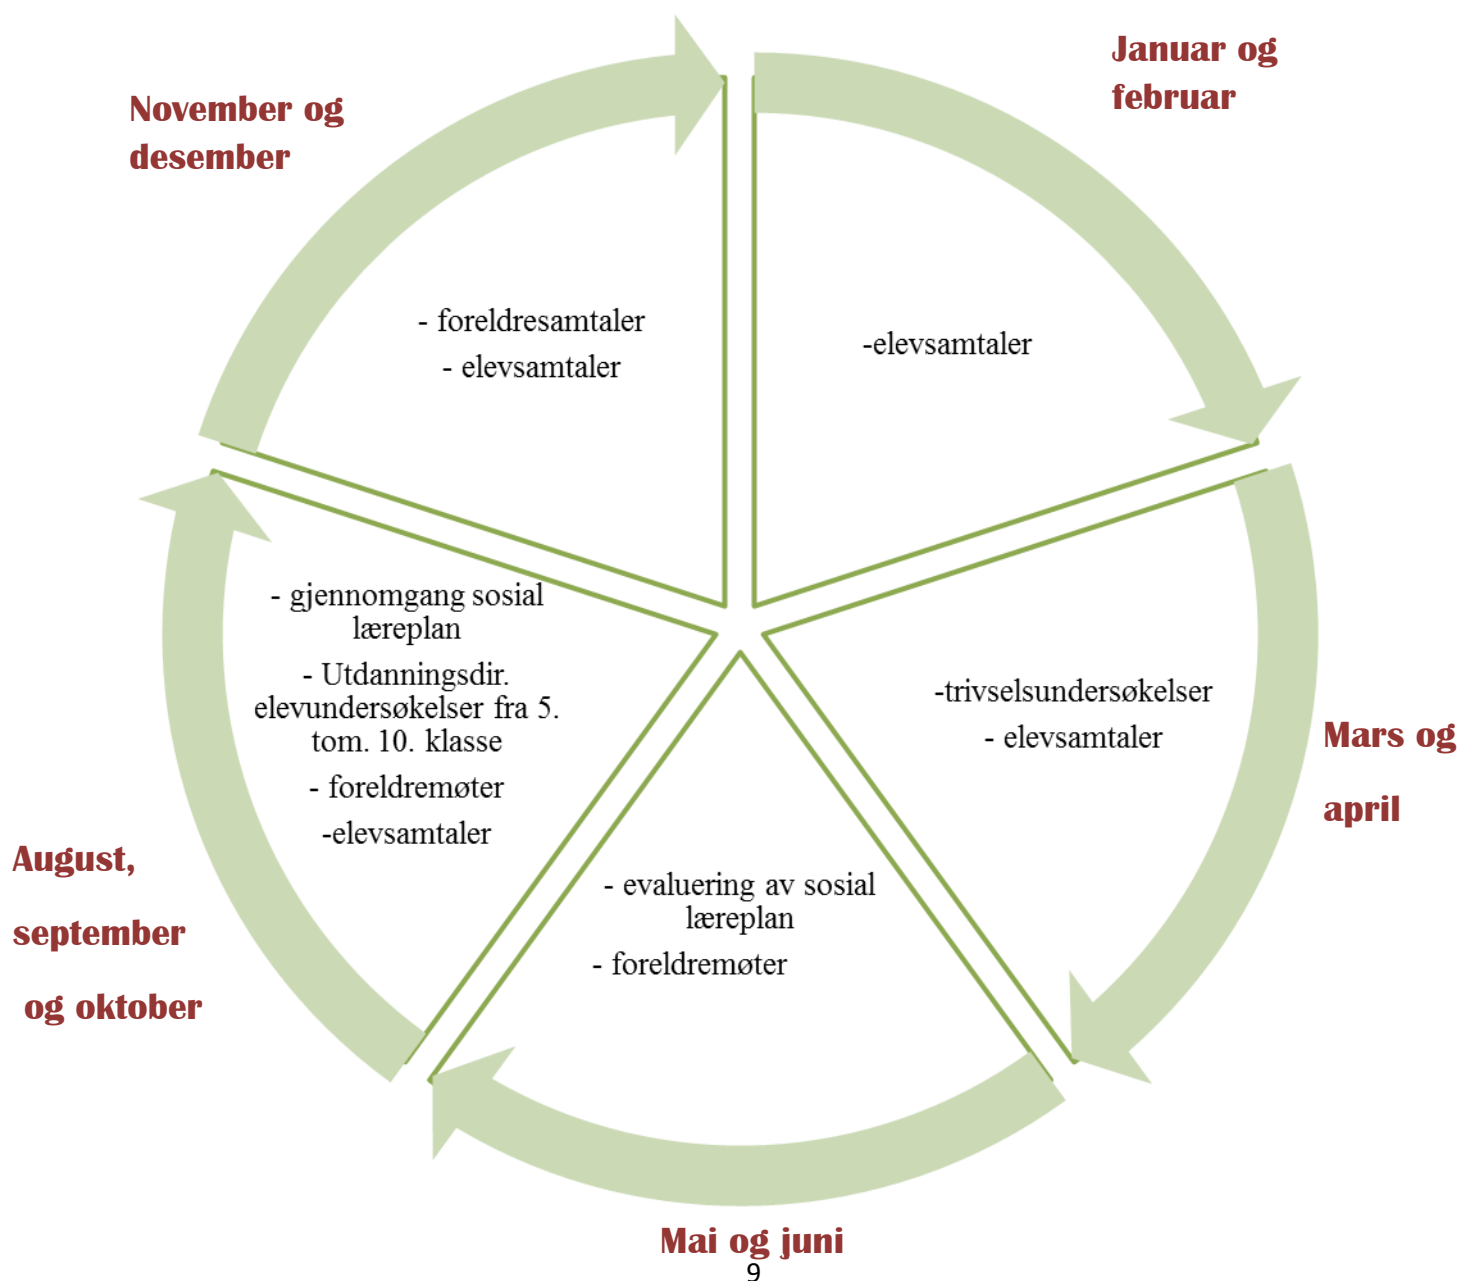 Januar og
februar
-elevsamtaler
Mars og
april
-trivselsundersøkelser
- elevsamtaler
Mai og juni
- evaluering av sosial
læreplan
- foreldremøter
August,
september
og oktober
- gjennomgang sosial
læreplan
- Utdanningsdir.
elevundersøkelser fra 5.
tom. 10. klasse
- foreldremøter
-elevsamtaler
November og
desember
- foreldresamtaler
- elevsamtaler
9